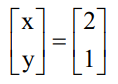 [x] = [2]
[y] [1]